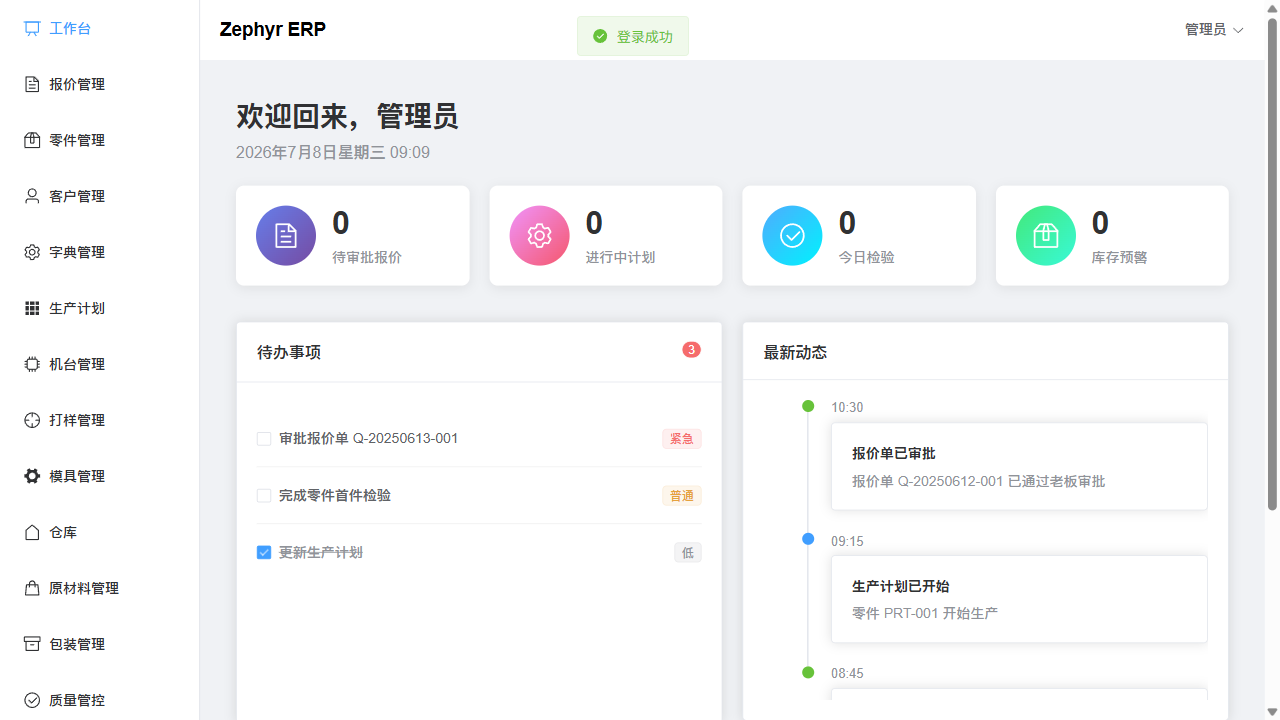 工作台
报价管理
零件管理
客户管理
字典管理
生产计划
机台管理
打样管理
模具管理
仓库
原材料管理
包装管理
质量管控
Zephyr ERP
登录成功
管理员
欢迎回来，管理员
2026年7月8日星期三 09:09
0
待审批报价
0
进行中计划
0
今日检验
0
库存预警
待办事项
3
审批报价单 Q-20250613-001
紧急
完成零件首件检验
普通
更新生产计划
低
最新动态
10:30
报价单已审批
报价单 Q-20250612-001 已通过老板审批
09:15
生产计划已开始
零件 PRT-001 开始生产
08:45